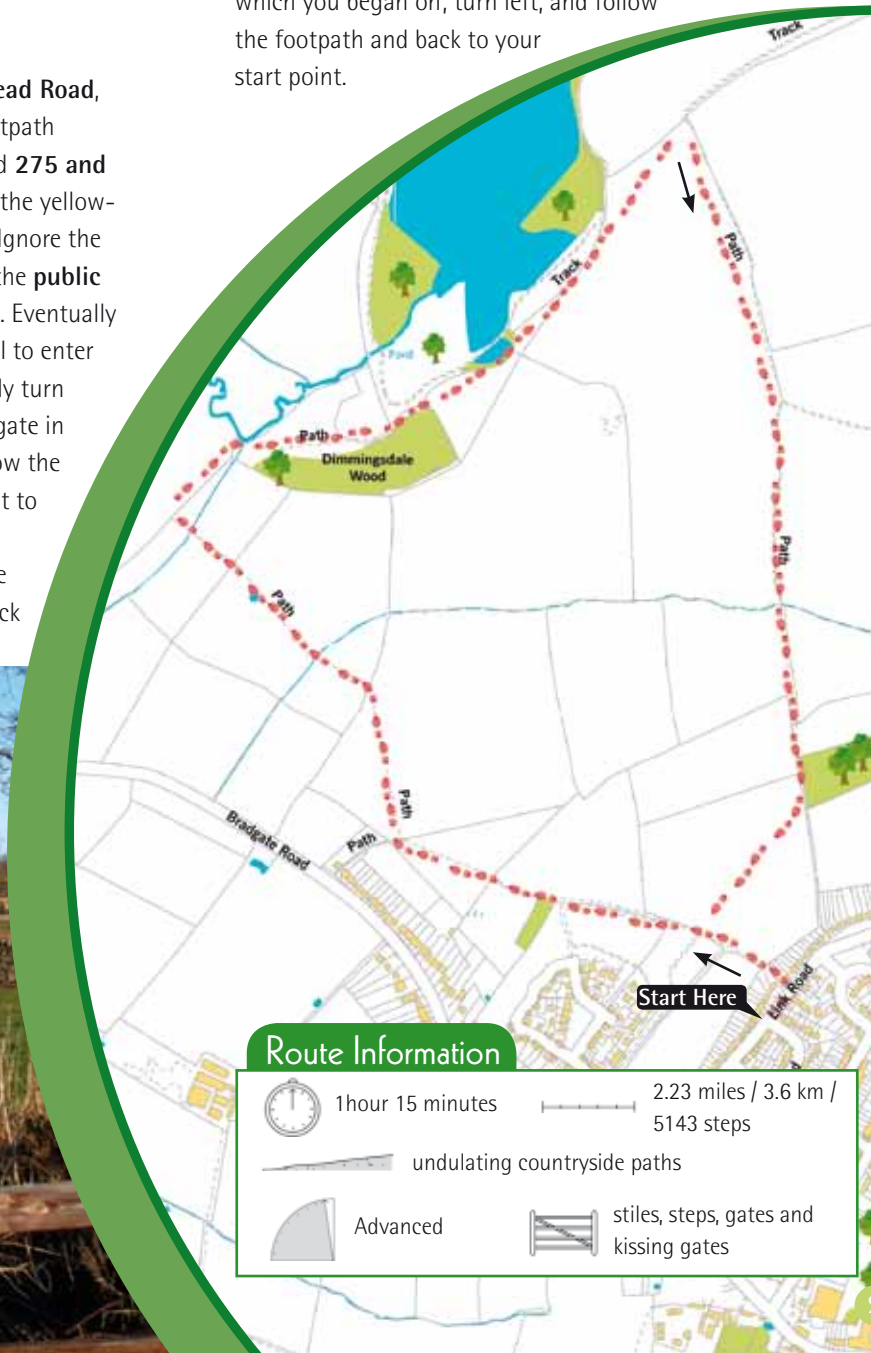 which you began on, turn left, and follow
the footpath and back to your
start point.
ead Road,
tpath
d 275 and
the yellow-
gnore the
he public
. Eventually
l to enter
ly turn
gate in
ow the
t to
e
ck
Track
Path
Track
Ford
Path
Dimmingsdale
Wood
Path
Path
Path
Bradgate Road
Path
Start Here
Link Road
Route Information
1hour 15 minutes
2.23 miles / 3.6 km /
5143 steps
undulating countryside paths
Advanced
stiles, steps, gates and
kissing gates